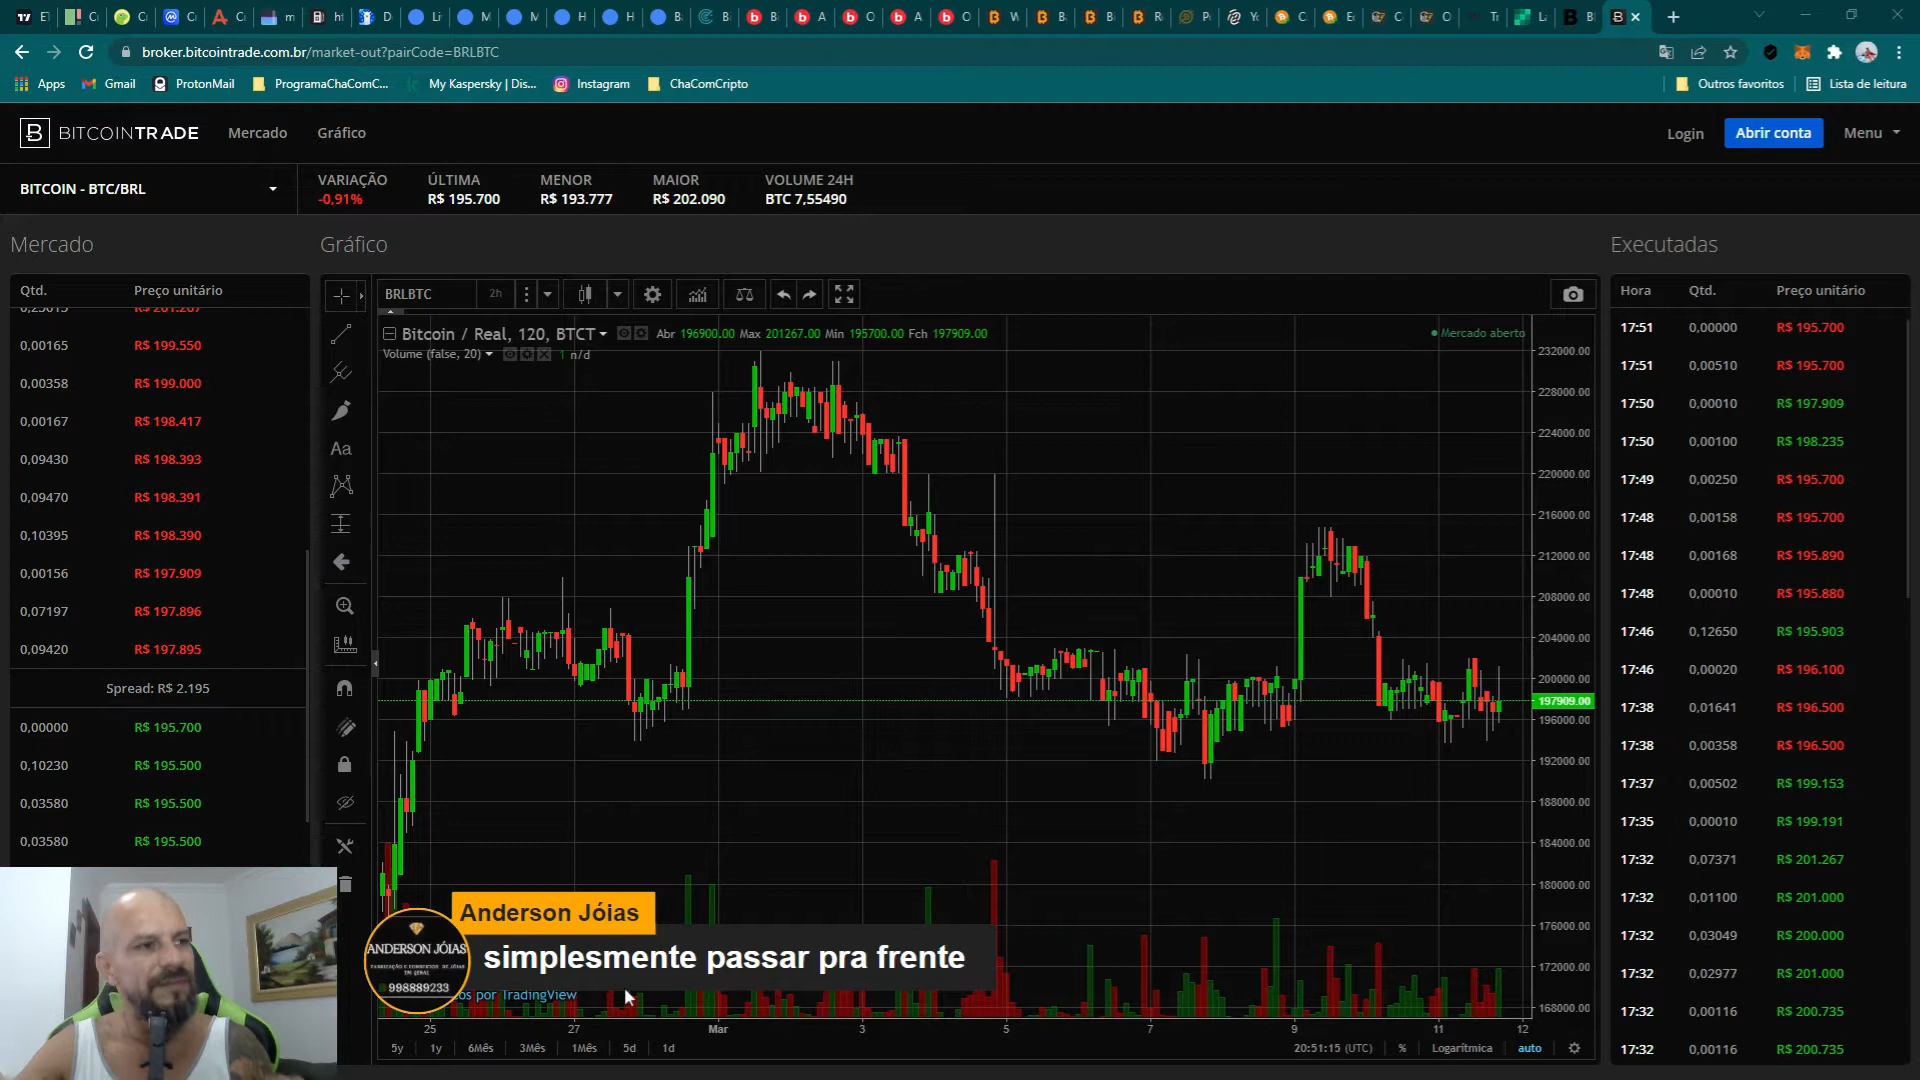 broker.bitcointrade.com.br/market-out?pairCode=BRLBTC
Apps
Gmail
ProtonMail
ProgramaChaComC...
My Kaspersky | Dis...
Instagram
ChaComCripto
Outros favoritos
Lista de leitura
BITCOINTRADE
Mercado
Gráfico
Login
Abrir conta
Menu
BITCOIN - BTC/BRL
VARIAÇÃO
-0,91%
ÚLTIMA
R$ 195.700
MENOR
R$ 193.777
MAIOR
R$ 202.090
VOLUME 24H
BTC 7,55490
Mercado
Qtd. Preço unitário
0,00165 R$ 199.550
0,00358 R$ 199.000
0,00167 R$ 198.417
0,09430 R$ 198.393
0,09470 R$ 198.391
0,10395 R$ 198.390
0,00156 R$ 197.909
0,07197 R$ 197.896
0,09420 R$ 197.895
Spread: R$ 2.195
0,00000 R$ 195.700
0,10230 R$ 195.500
0,03580 R$ 195.500
0,03580 R$ 195.500
Gráfico
BRLBTC 2h
Bitcoin / Real, 120, BTCT Abr 196900.00 Max 201267.00 Min 195700.00 Fch 197909.00
Mercado aberto
Volume (false, 20) 1 n/d
Aa
232000.00
228000.00
224000.00
220000.00
216000.00
212000.00
208000.00
204000.00
200000.00
197909.00
196000.00
192000.00
188000.00
184000.00
180000.00
176000.00
172000.00
168000.00
Anderson Jóias
simplesmente passar pra frente
ANDERSON JÓIAS
998889233
os por TradingView
25 27 Mar 3 5 7 9 11 12
5y 1y 6Mês 3Mês 1Mês 5d 1d
20:51:15 (UTC) % Logarítmica auto
Executadas
Hora Qtd. Preço unitário
17:51 0,00000 R$ 195.700
17:51 0,00510 R$ 195.700
17:50 0,00010 R$ 197.909
17:50 0,00100 R$ 198.235
17:49 0,00250 R$ 195.700
17:48 0,00158 R$ 195.700
17:48 0,00168 R$ 195.890
17:48 0,00010 R$ 195.880
17:46 0,12650 R$ 195.903
17:46 0,00020 R$ 196.100
17:38 0,01641 R$ 196.500
17:38 0,00358 R$ 196.500
17:37 0,00502 R$ 199.153
17:35 0,00010 R$ 199.191
17:32 0,07371 R$ 201.267
17:32 0,01100 R$ 201.000
17:32 0,03049 R$ 200.000
17:32 0,02977 R$ 201.000
17:32 0,00116 R$ 200.735
17:32 0,00116 R$ 200.735